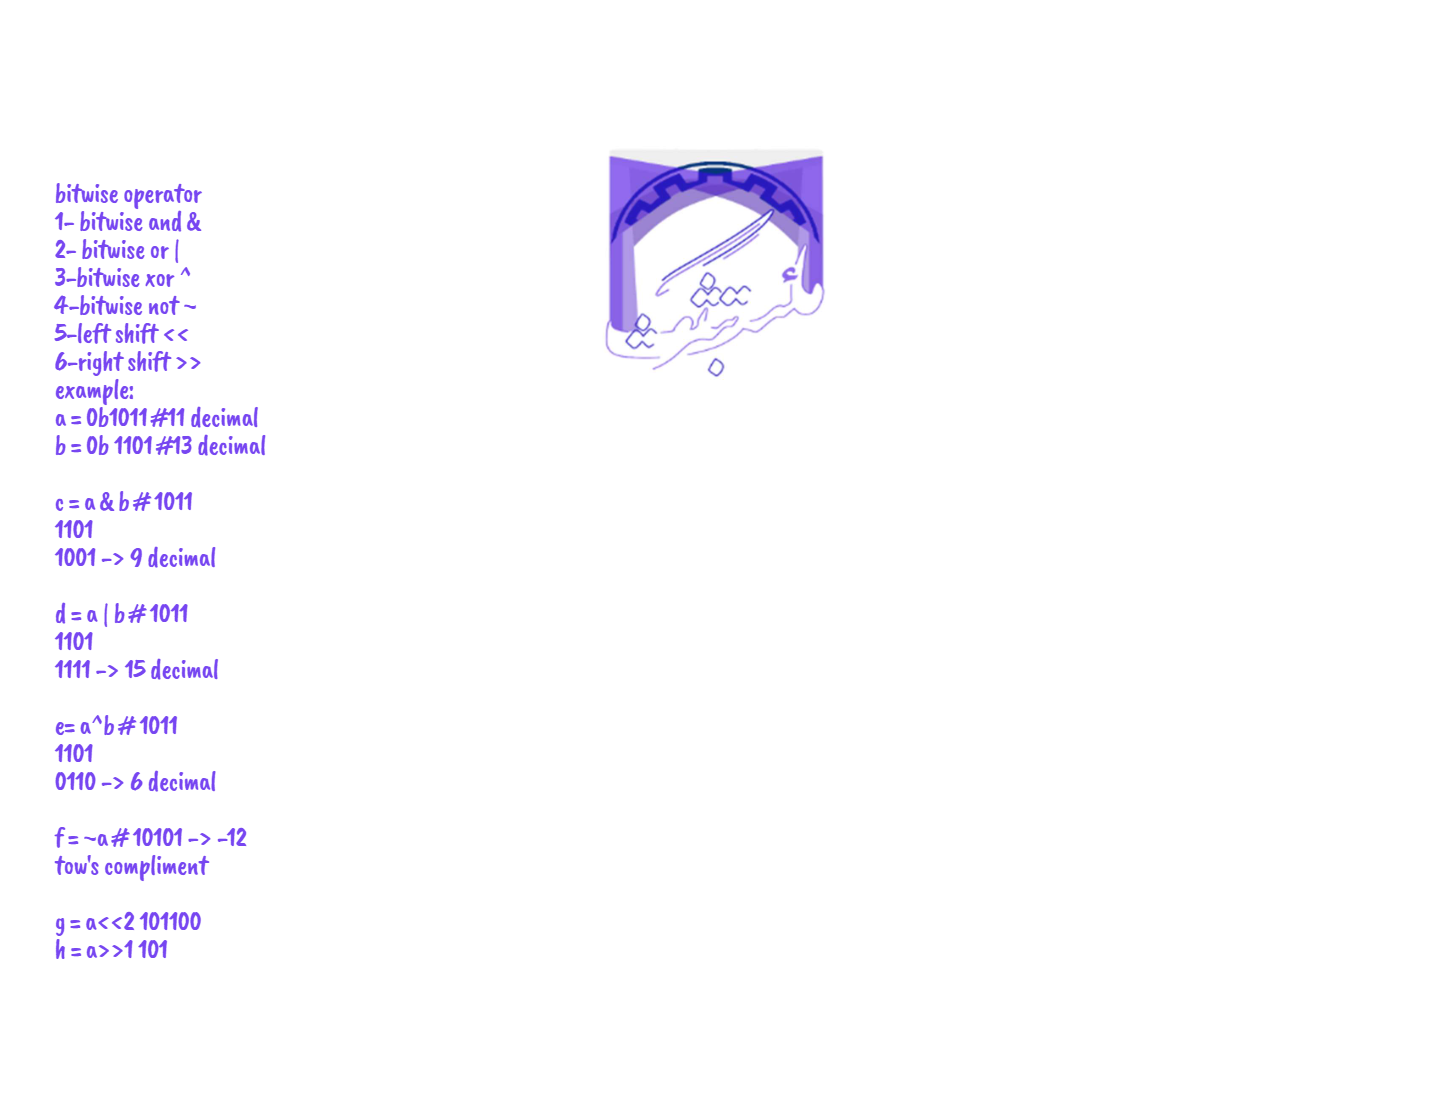 bitwise operator
1- bitwise and &
2- bitwise or |
3-bitwise xor ^
4-bitwise not ~
5-left shift <<
6-right shift >>
example:
a = 0b1011 #11 decimal
b = 0b 1101 #13 decimal
c = a & b # 1011
1101
1001 -> 9 decimal
d = a | b # 1011
1101
1111 -> 15 decimal
e= a^b # 1011
1101
0110 -> 6 decimal
f = ~a # 10101 -> -12
tow's compliment
g = a<<2 101100
h = a>>1 101